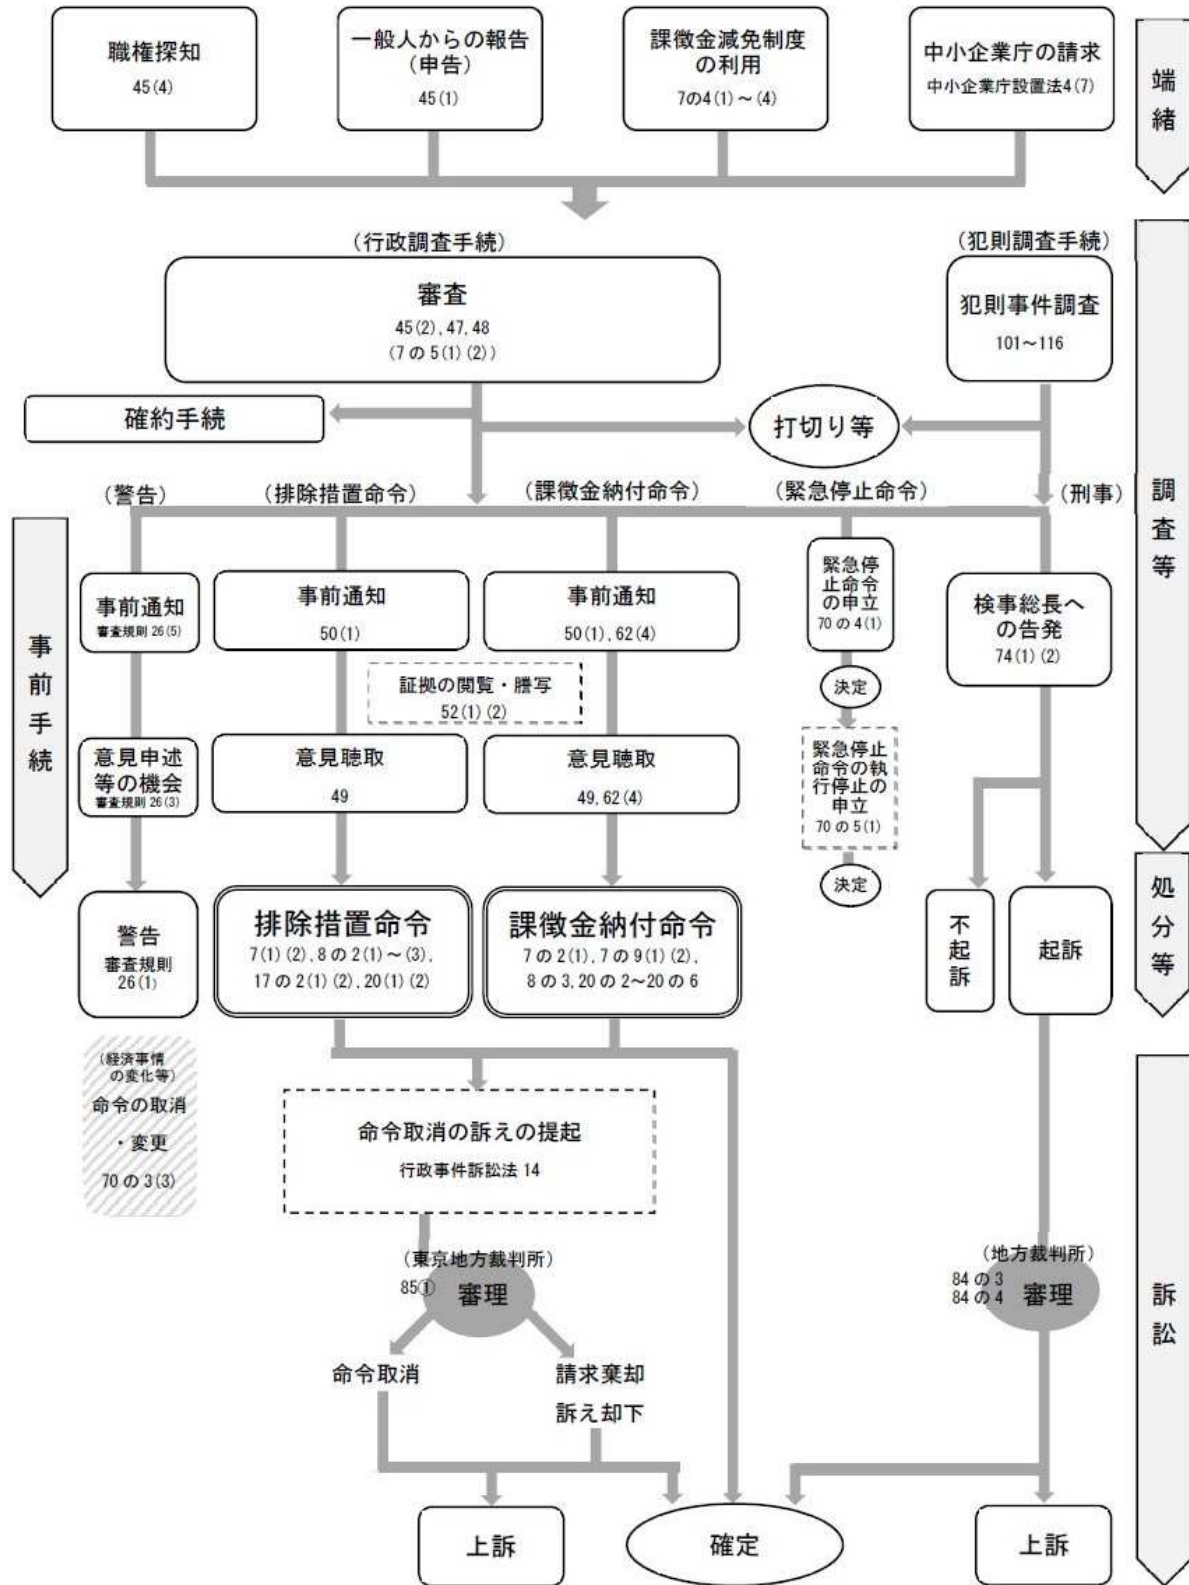 職権探知
45(4)
一般人からの報告
(申告)
45(1)
課徴金減免制度
の利用
7の4(1)～(4)
中小企業庁の請求
中小企業庁設置法4(7)
端緒
(行政調査手続)
審査
45(2),47,48
(7の5(1)(2))
(犯則調査手続)
犯則事件調査
101～116
確約手続
打切り等
調査等
(警告)
(排除措置命令)
(課徴金納付命令)
(緊急停止命令)
(刑事)
事前手続
事前通知
審査規則26(5)
事前通知
50(1)
事前通知
50(1),62(4)
緊急停
止命令
の申立
70の4(1)
検事総長へ
の告発
74(1)(2)
証拠の閲覧・謄写
52(1)(2)
決定
意見申述
等の機会
審査規則26(3)
意見聴取
49
意見聴取
49,62(4)
緊急停止
命令の執
行停止の
申立
70の5(1)
決定
処分等
警告
審査規則
26(1)
排除措置命令
7(1)(2),8の2(1)～(3),
17の2(1)(2),20(1)(2)
課徴金納付命令
7の2(1),7の9(1)(2),
8の3,20の2～20の6
不起訴
起訴
(経済事情
の変化等)
命令の取消
・変更
70の3(3)
命令取消の訴えの提起
行政事件訴訟法14
訴訟
(東京地方裁判所)
85①
審理
(地方裁判所)
84の3
84の4
審理
命令取消
請求棄却
訴え却下
上訴
確定
上訴